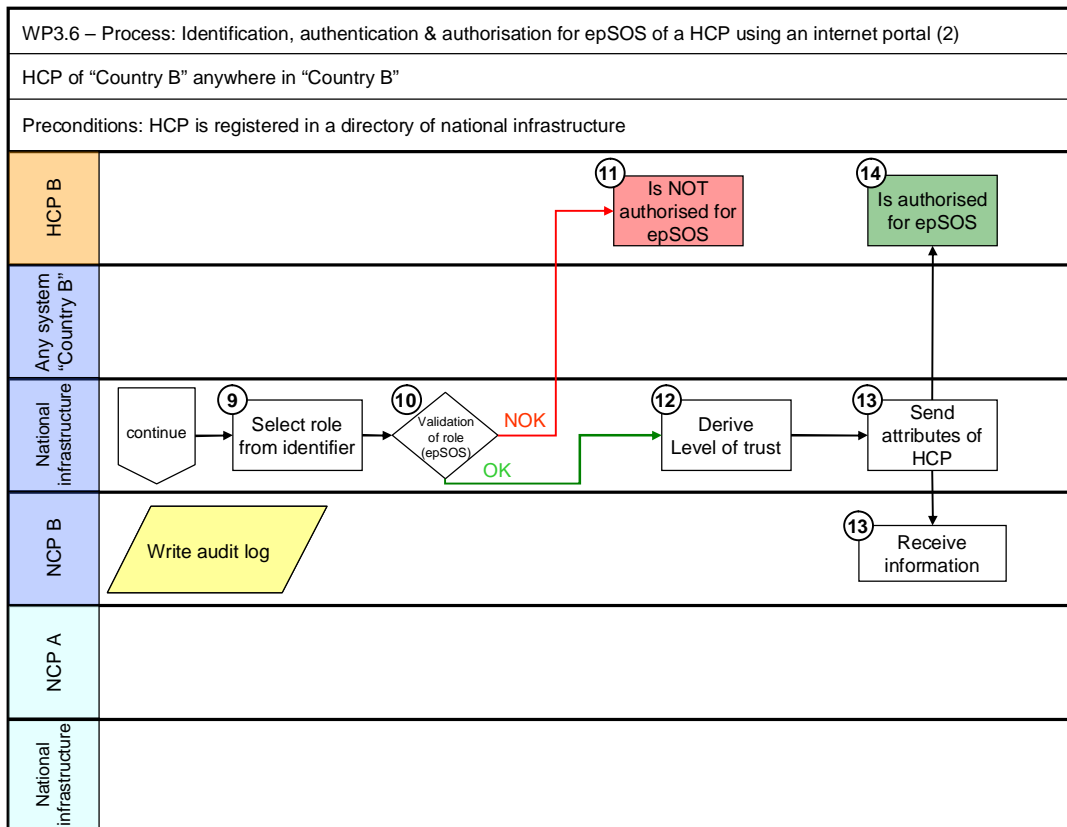 WP3.6 – Process: Identification, authentication & authorisation for epSOS of a HCP using an internet portal (2)
HCP of “Country B” anywhere in “Country B”
Preconditions: HCP is registered in a directory of national infrastructure
HCP B
11
Is NOT
authorised for
epSOS
14
Is authorised
for epSOS
Any system
“Country B”
National
infrastructure
continue
9
Select role
from identifier
10
Validation
of role
(epSOS)
NOK
OK
12
Derive
Level of trust
13
Send
attributes of
HCP
NCP B
Write audit log
13
Receive
information
NCP A
National
infrastructure